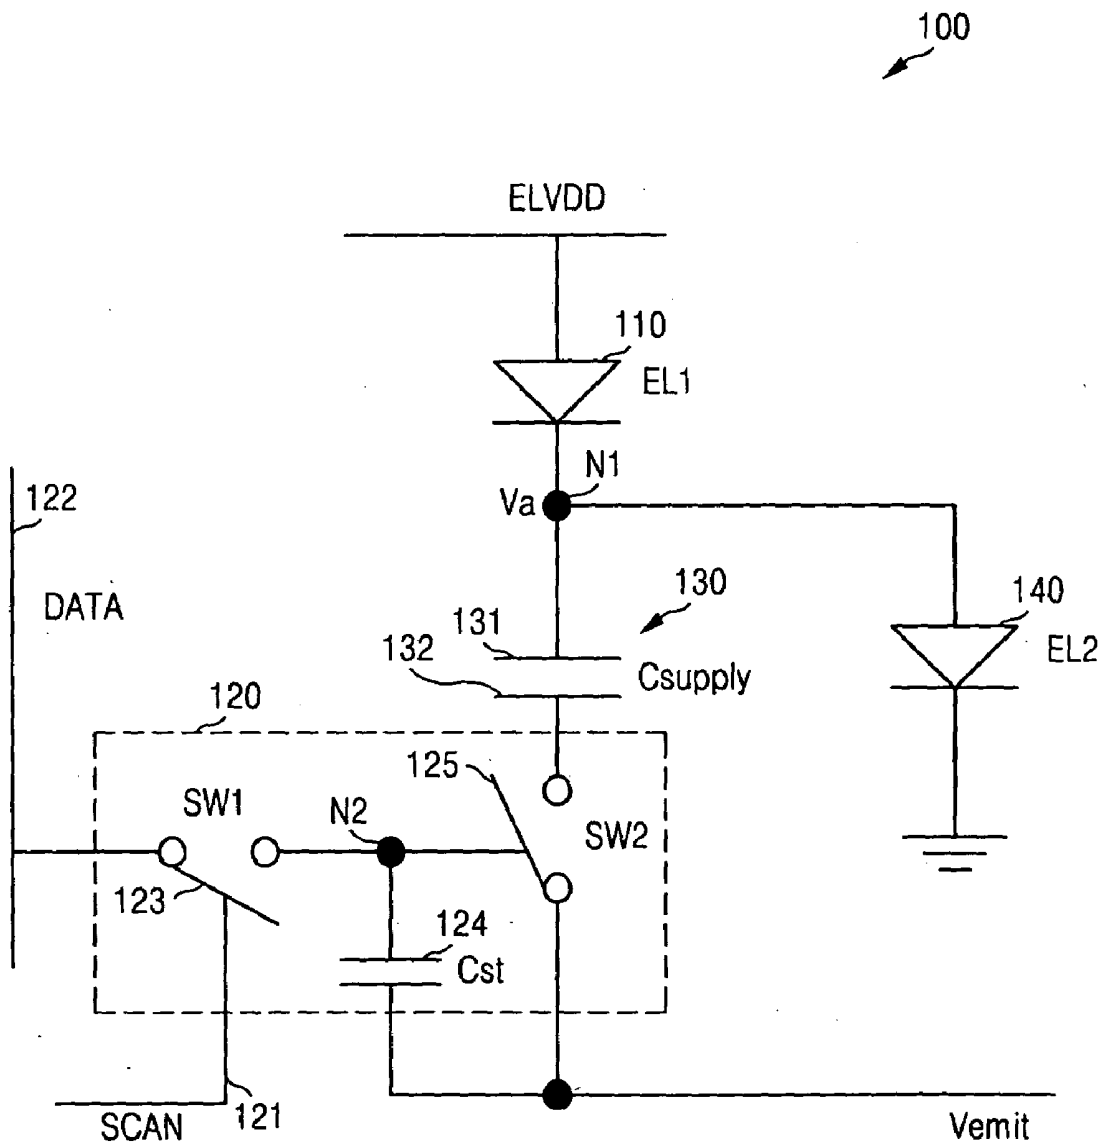 100
ELVDD
110
EL1
N1
Va
122
DATA
130
131
132
Csupply
140
EL2
120
125
SW1
N2
SW2
123
124
Cst
121
SCAN
Vemit